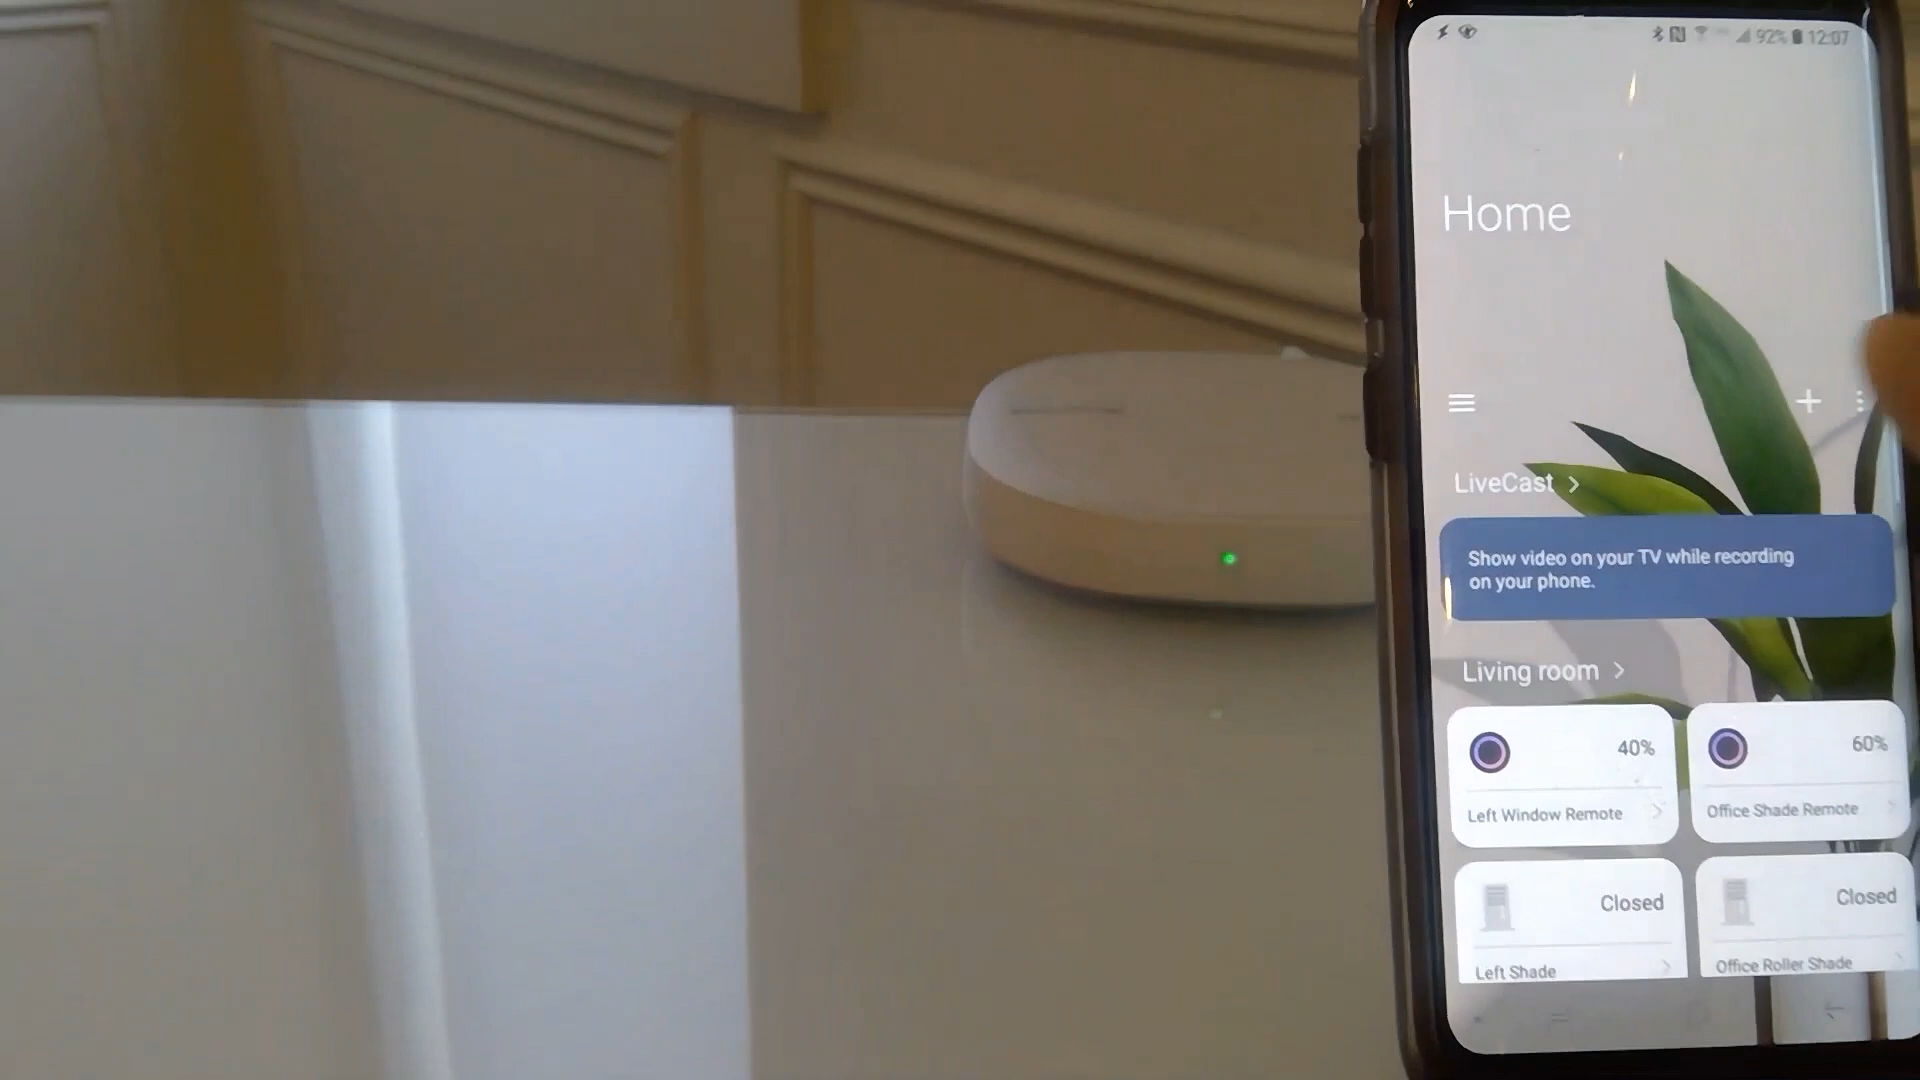 92% 12:07
Home
LiveCast >
Show video on your TV while recording
on your phone.
Living room >
40%
Left Window Remote
60%
Office Shade Remote
Closed
Left Shade
Closed
Office Roller Shade